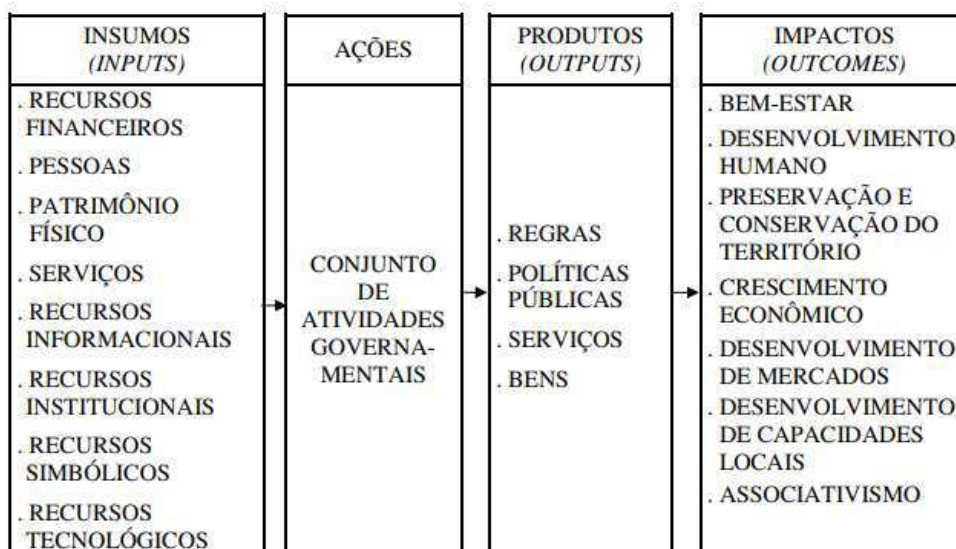 INSUMOS
(INPUTS)
. RECURSOS
FINANCEIROS
. PESSOAS
. PATRIMÔNIO
FÍSICO
. SERVIÇOS
. RECURSOS
INFORMACIONAIS
. RECURSOS
INSTITUCIONAIS
. RECURSOS
SIMBÓLICOS
. RECURSOS
TECNOLÓGICOS
AÇÕES
CONJUNTO
DE
ATIVIDADES
GOVERNA-
MENTAIS
PRODUTOS
(OUTPUTS)
. REGRAS
. POLÍTICAS
PÚBLICAS
. SERVIÇOS
. BENS
IMPACTOS
(OUTCOMES)
. BEM-ESTAR
. DESENVOLVIMENTO
HUMANO
. PRESERVAÇÃO E
CONSERVAÇÃO DO
TERRITÓRIO
. CRESCIMENTO
ECONÔMICO
. DESENVOLVIMENTO
DE MERCADOS
. DESENVOLVIMENTO
DE CAPACIDADES
LOCAIS
. ASSOCIATIVISMO